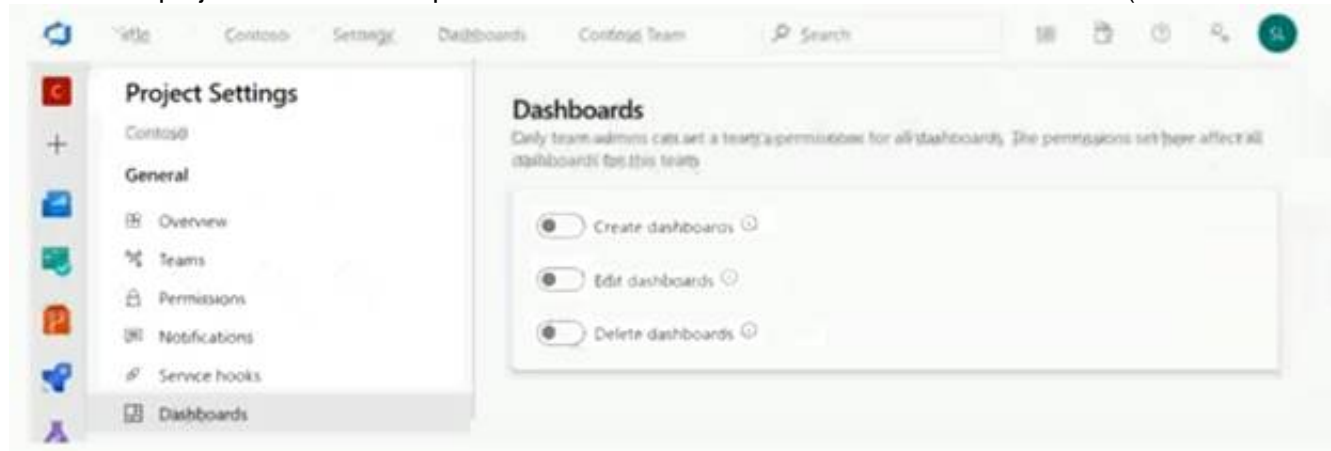 Contoso Settings Dashboards Contoso Team Search SL
C
Project Settings
Contoso
General
Overview
Teams
Permissions
Notifications
Service hooks
Dashboards
Dashboards
Only team admins can set a team's permissions for all dashboards. The permissions set here affect all
dashboards for this team
Create dashboards
Edit dashboards
Delete dashboards